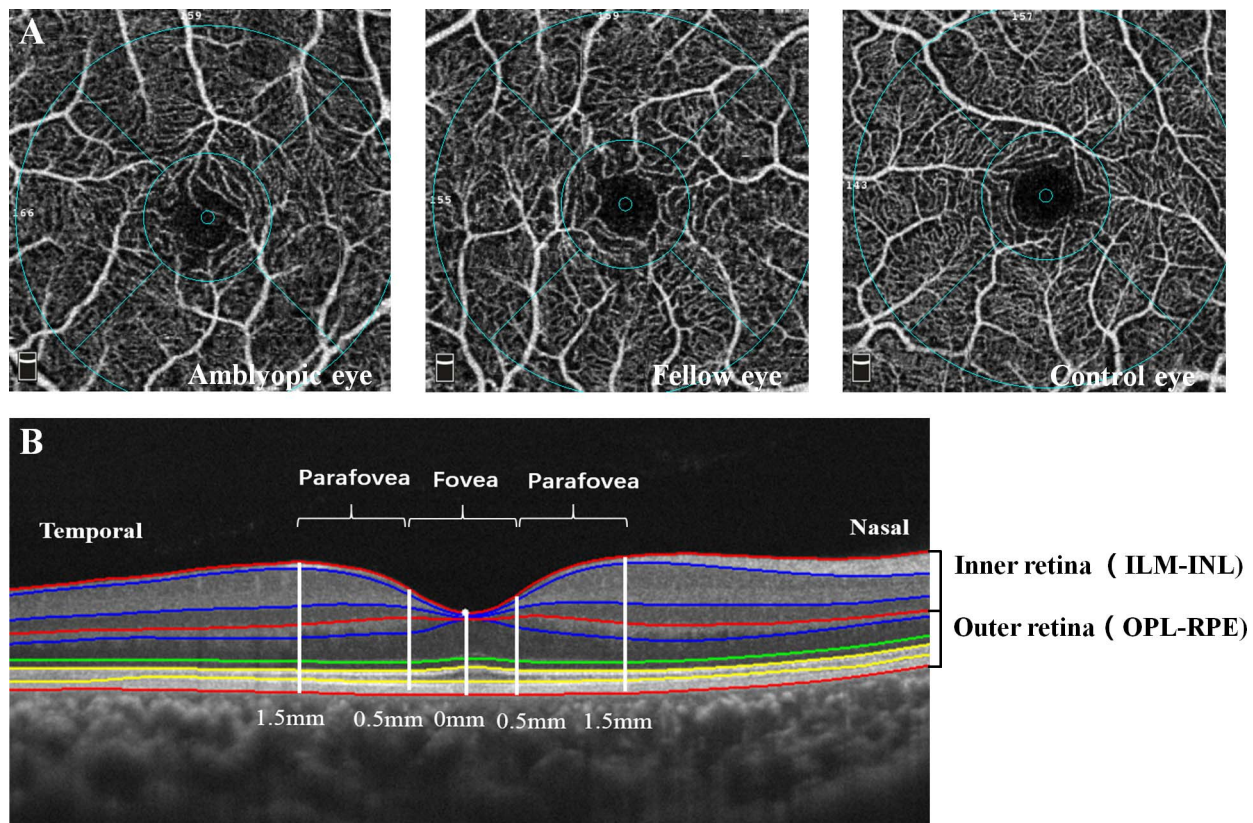 A
159
166
Amblyopic eye
159
155
Fellow eye
157
143
Control eye
B
Parafovea Fovea Parafovea
Temporal
Nasal
Inner retina ( ILM-INL)
Outer retina ( OPL-RPE)
1.5mm 0.5mm 0mm 0.5mm 1.5mm